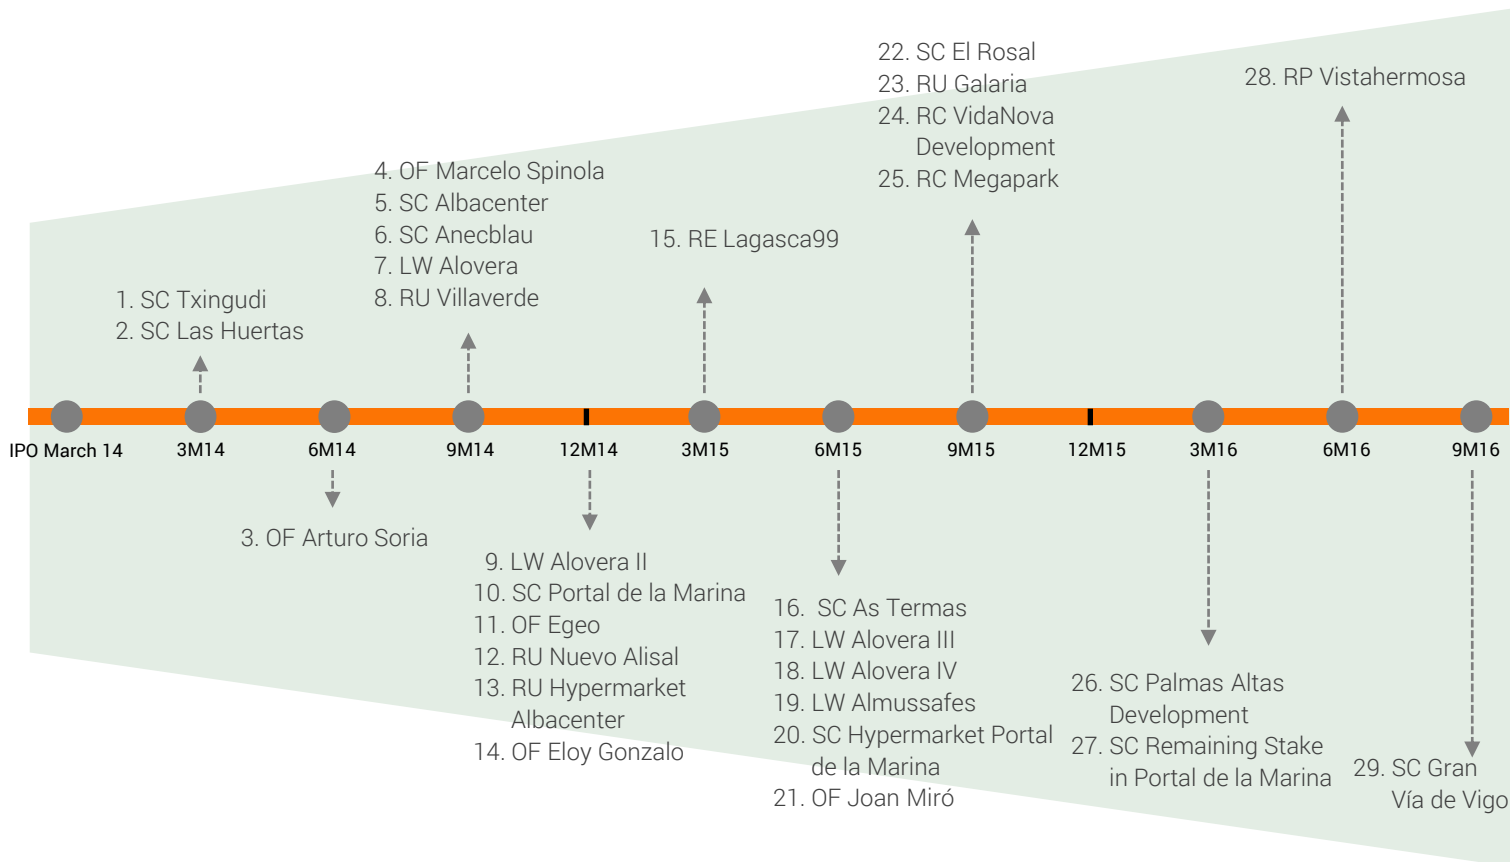 22. SC El Rosal
23. RU Galaria
24. RC VidaNova
Development
25. RC Megapark
28. RP Vistahermosa
4. OF Marcelo Spinola
5. SC Albacenter
6. SC Anecblau
7. LW Alovera
8. RU Villaverde
15. RE Lagasca99
1. SC Txingudi
2. SC Las Huertas
IPO March 14
3M14
6M14
9M14
12M14
3M15
6M15
9M15
12M15
3M16
6M16
9M16
3. OF Arturo Soria
9. LW Alovera II
10. SC Portal de la Marina
11. OF Egeo
12. RU Nuevo Alisal
13. RU Hypermarket
Albacenter
14. OF Eloy Gonzalo
16. SC As Termas
17. LW Alovera III
18. LW Alovera IV
19. LW Almussafes
20. SC Hypermarket Portal
de la Marina
21. OF Joan Miró
26. SC Palmas Altas
Development
27. SC Remaining Stake
in Portal de la Marina
29. SC Gran
Vía de Vigo